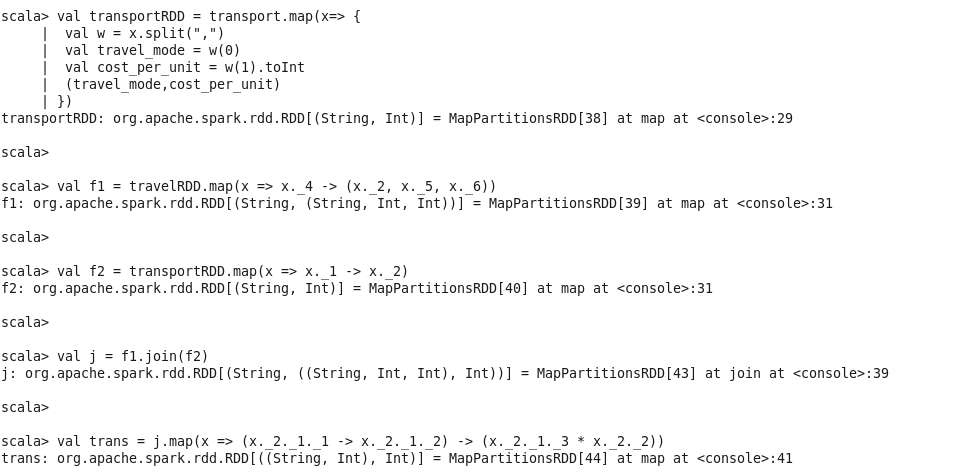 scala> val transportRDD = transport.map(x=> {
     |  val w = x.split(",")
     |  val travel_mode = w(0)
     |  val cost_per_unit = w(1).toInt
     |  (travel_mode,cost_per_unit)
     | })
transportRDD: org.apache.spark.rdd.RDD[(String, Int)] = MapPartitionsRDD[38] at map at <console>:29
scala>
scala> val f1 = travelRDD.map(x => x._4 -> (x._2, x._5, x._6))
f1: org.apache.spark.rdd.RDD[(String, (String, Int, Int))] = MapPartitionsRDD[39] at map at <console>:31
scala>
scala> val f2 = transportRDD.map(x => x._1 -> x._2)
f2: org.apache.spark.rdd.RDD[(String, Int)] = MapPartitionsRDD[40] at map at <console>:31
scala>
scala> val j = f1.join(f2)
j: org.apache.spark.rdd.RDD[(String, ((String, Int, Int), Int))] = MapPartitionsRDD[43] at join at <console>:39
scala>
scala> val trans = j.map(x => (x._2._1._1 -> x._2._1._2) -> (x._2._1._3 * x._2._2))
trans: org.apache.spark.rdd.RDD[((String, Int), Int)] = MapPartitionsRDD[44] at map at <console>:41